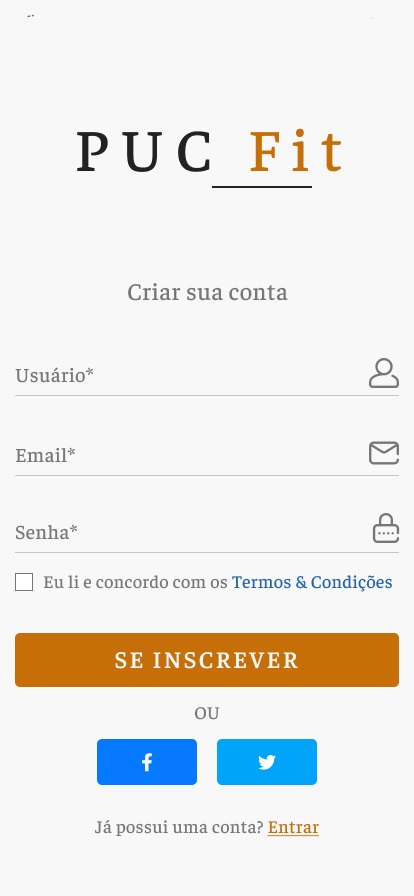 PUC Fit
Criar sua conta
Usuário*
Email*
Senha*
Eu li e concordo com os Termos & Condições
SE INSCREVER
OU
Já possui uma conta? Entrar